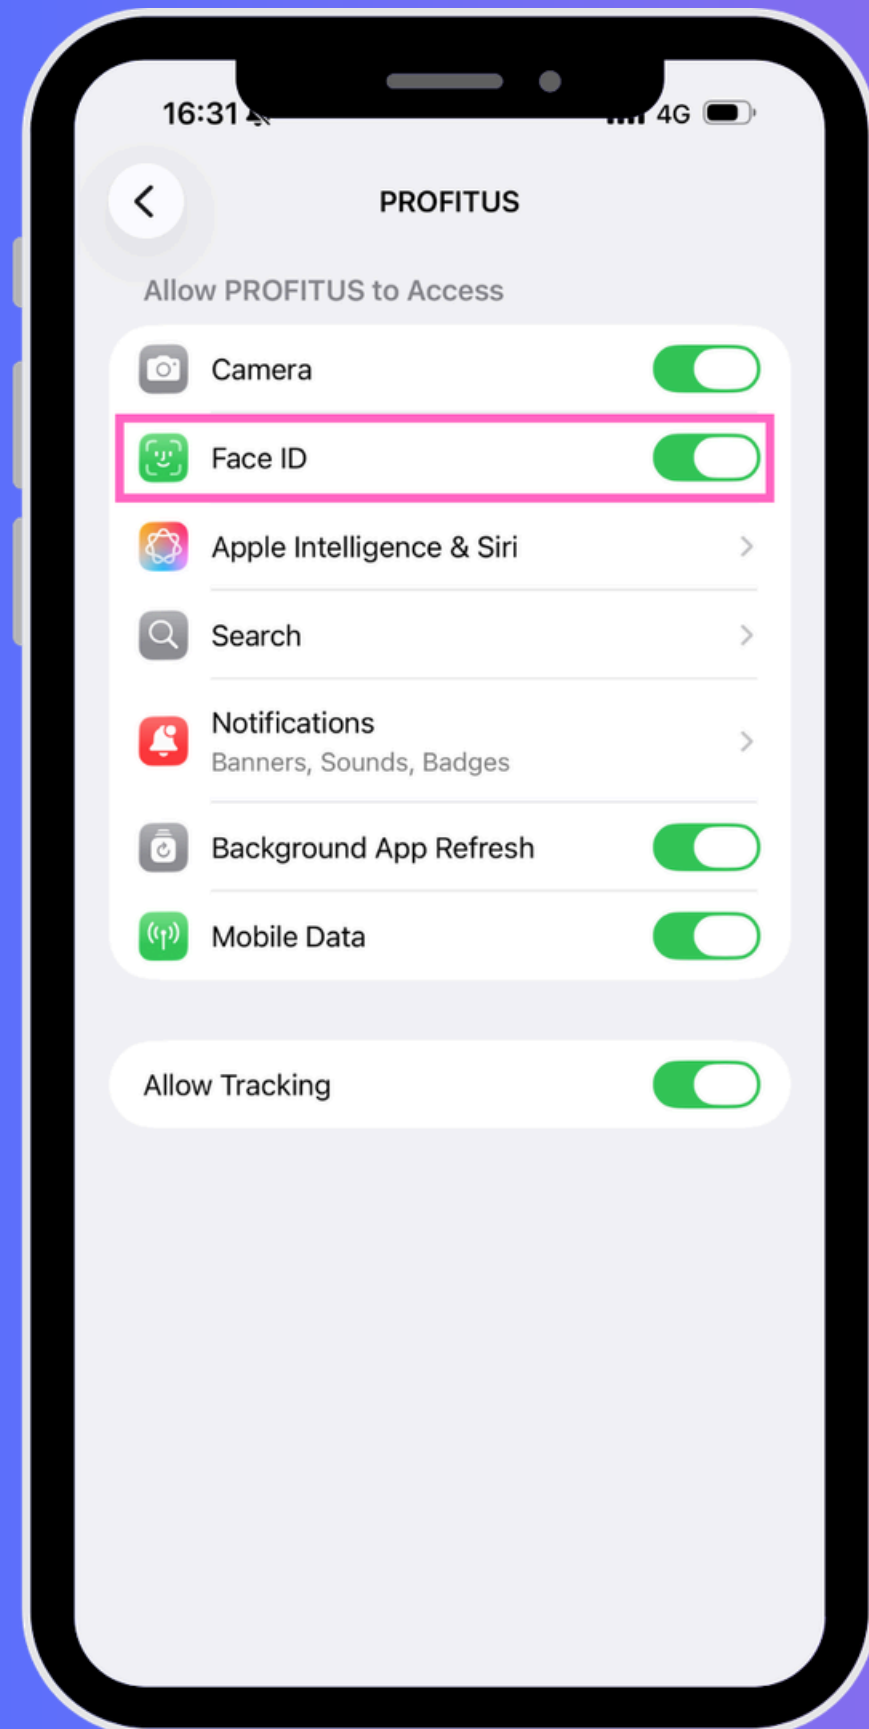 16:31
4G
PROFITUS
Allow PROFITUS to Access
Camera
Face ID
Apple Intelligence & Siri
Search
Notifications
Banners, Sounds, Badges
Background App Refresh
Mobile Data
Allow Tracking